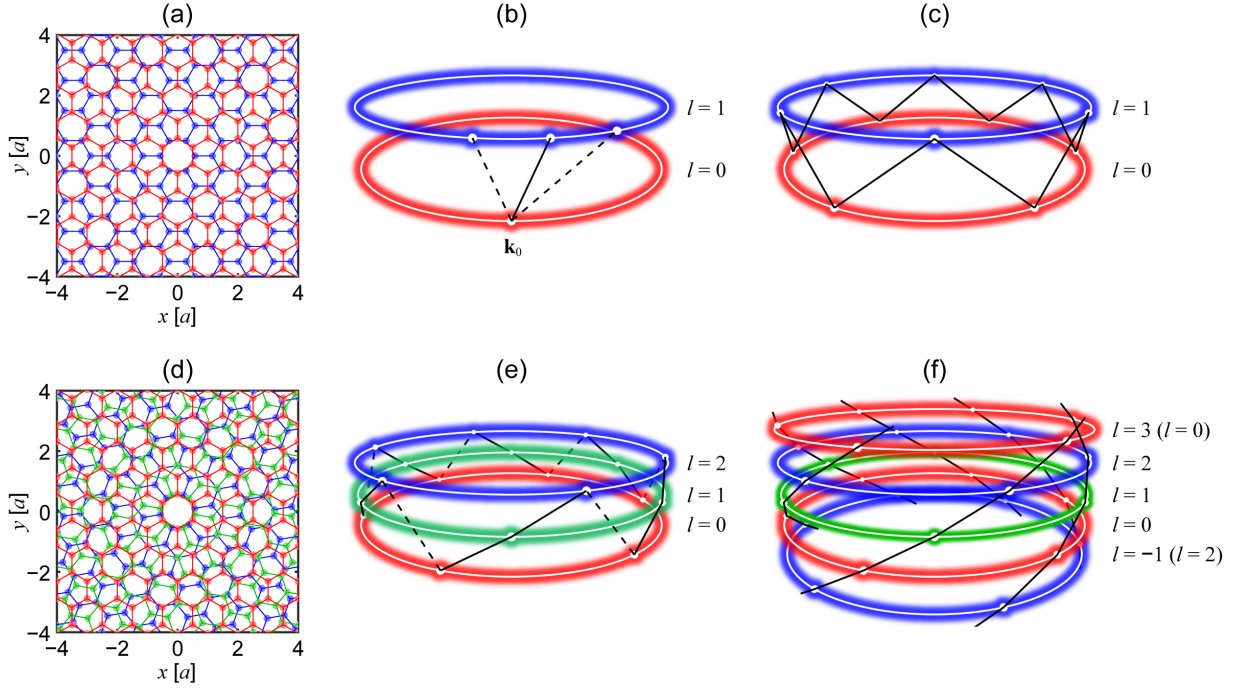 (a)
(b)
(c)
4
2
0
−2
−4
y [a]
−4 −2 0 2 4
x [a]
l = 1
l = 0
k₀
l = 1
l = 0
(d)
(e)
(f)
4
2
0
−2
−4
y [a]
−4 −2 0 2 4
x [a]
l = 2
l = 1
l = 0
l = 3 (l = 0)
l = 2
l = 1
l = 0
l = −1 (l = 2)